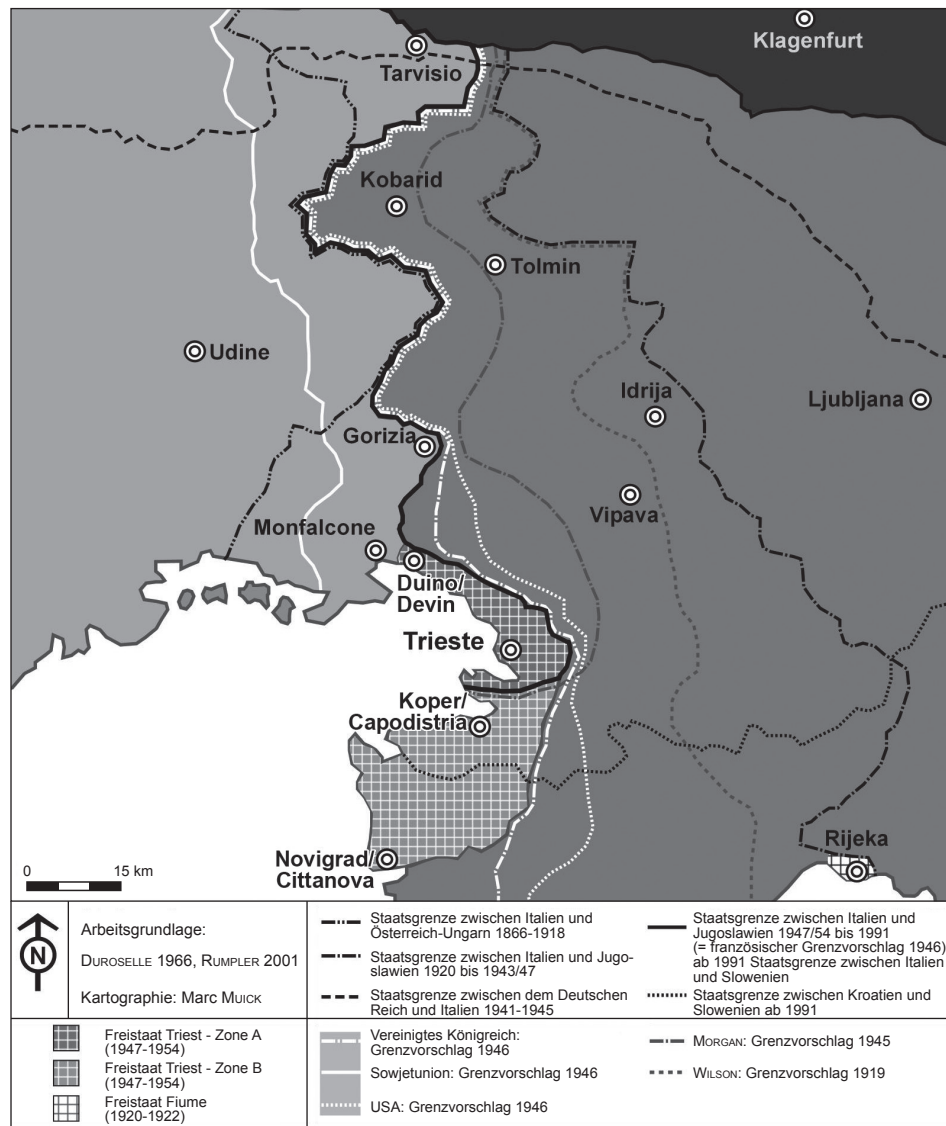 Klagenfurt
Tarvisio
Kobarid
Tolmin
Udine
Idrija
Ljubljana
Gorizia
Vipava
Monfalcone
Duino/
Devin
Trieste
Koper/
Capodistria
Rijeka
Novigrad/
Cittanova
0 15 km
N
Arbeitsgrundlage:
DUROSELLE 1966, RUMPLER 2001
Kartographie: Marc MUICK
Staatsgrenze zwischen Italien und
Österreich-Ungarn 1866-1918
Staatsgrenze zwischen Italien und Jugo-
slawien 1920 bis 1943/47
Staatsgrenze zwischen dem Deutschen
Reich und Italien 1941-1945
Staatsgrenze zwischen Italien und
Jugoslawien 1947/54 bis 1991
(= französischer Grenzvorschlag 1946)
ab 1991 Staatsgrenze zwischen Italien
und Slowenien
Staatsgrenze zwischen Kroatien und
Slowenien ab 1991
Freistaat Triest - Zone A
(1947-1954)
Freistaat Triest - Zone B
(1947-1954)
Freistaat Fiume
(1920-1922)
Vereinigtes Königreich:
Grenzvorschlag 1946
Sowjetunion: Grenzvorschlag 1946
USA: Grenzvorschlag 1946
MORGAN: Grenzvorschlag 1945
WILSON: Grenzvorschlag 1919